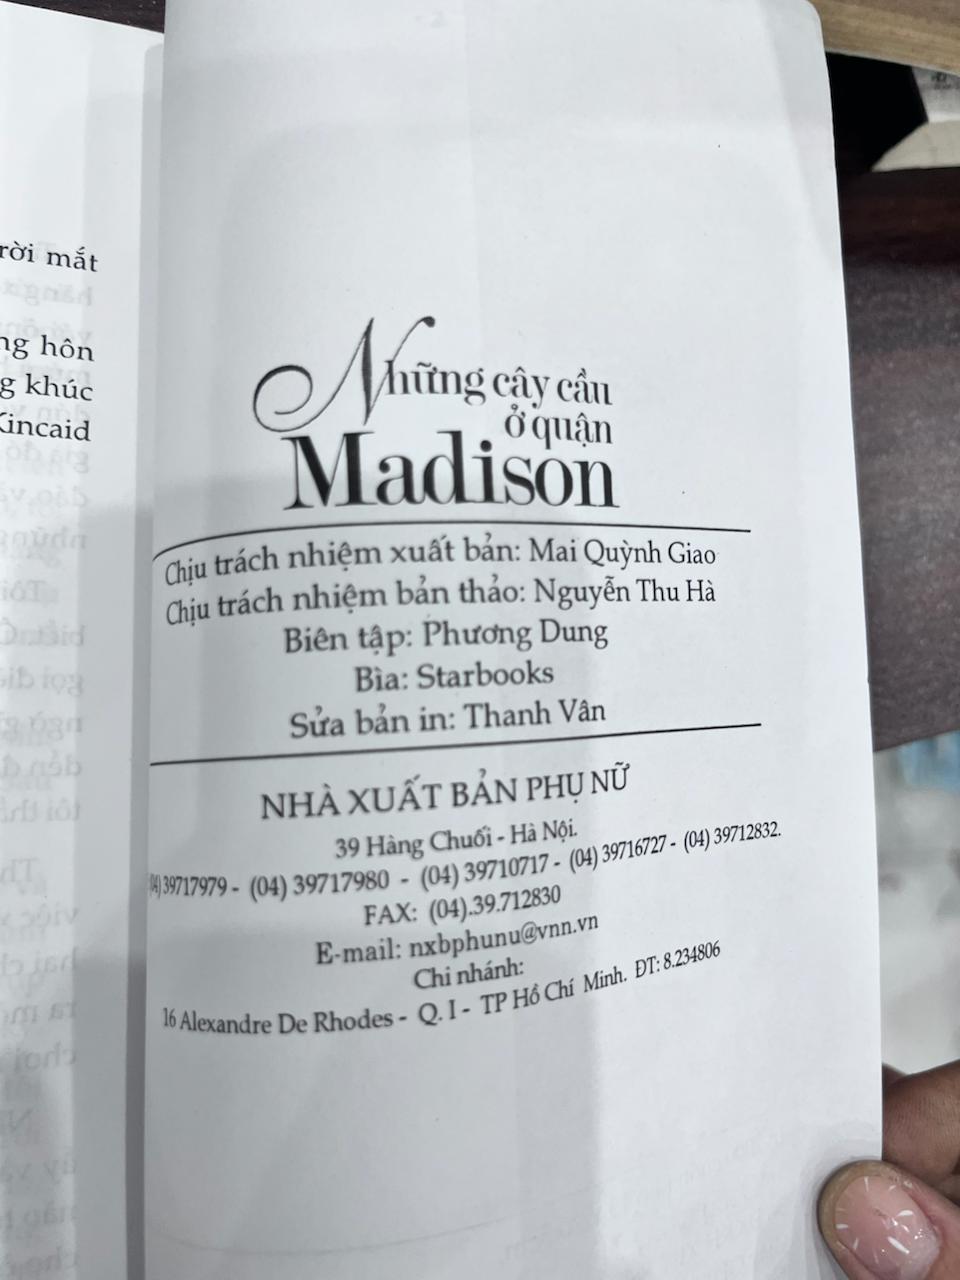 rời mắt
ng hôn
g khúc
Kincaid
Những cây cầu
ở quận
Madison
Chịu trách nhiệm xuất bản: Mai Quỳnh Giao
Chịu trách nhiệm bản thảo: Nguyễn Thu Hà
Biên tập: Phương Dung
Bìa: Starbooks
Sửa bản in: Thanh Vân
NHÀ XUẤT BẢN PHỤ NỮ
39 Hàng Chuối - Hà Nội.
(04) 39717979 - (04) 39717980 - (04) 39710717 - (04) 39716727 - (04) 39712832.
FAX: (04).39.712830
E-mail: nxbphunu@vnn.vn
Chi nhánh:
16 Alexandre De Rhodes - Q. I - TP Hồ Chí Minh. ĐT: 8.234806